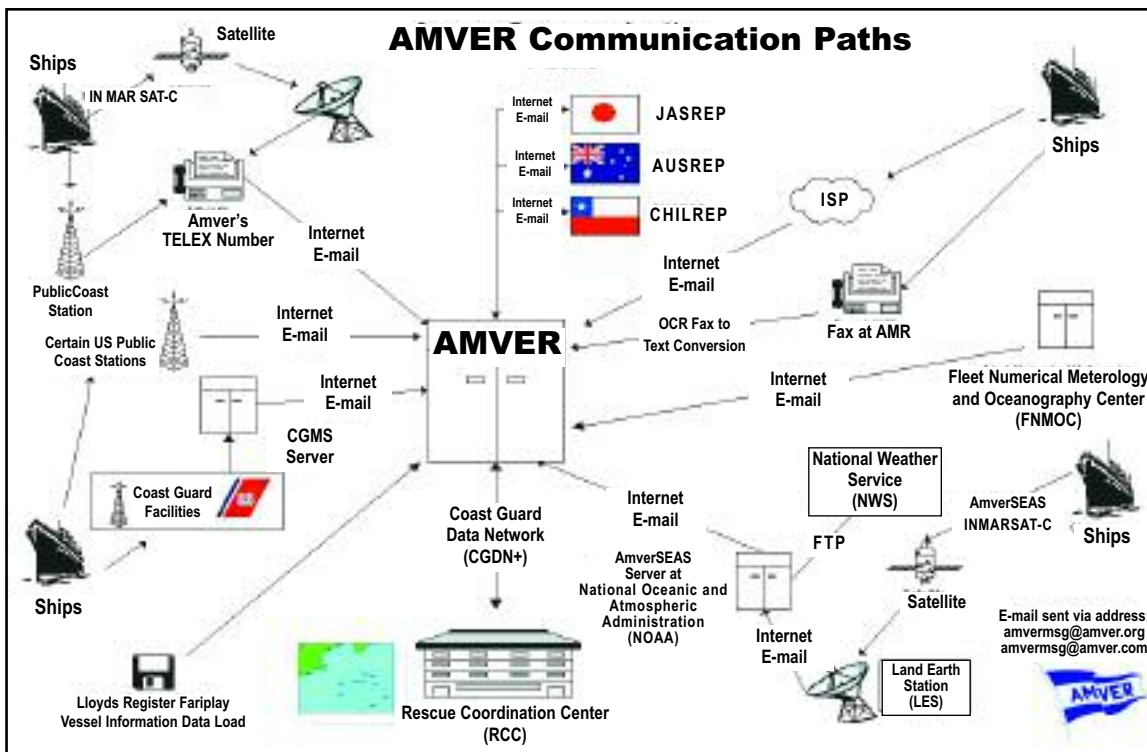 AMVER Communication Paths
Satellite
Ships
IN MAR SAT-C
Amver's
TELEX Number
Internet
E-mail
PublicCoast
Station
Internet
E-mail
JASREP
Internet
E-mail
AUSREP
Internet
E-mail
CHILREP
Ships
ISP
Internet
E-mail
Fax at AMR
OCR Fax to
Text Conversion
Certain US Public
Coast Stations
Internet
E-mail
AMVER
Internet
E-mail
CGMS
Server
Coast Guard
Facilities
Ships
Internet
E-mail
Fleet Numerical Meterology
and Oceanography Center
(FNMOC)
National Weather
Service
(NWS)
FTP
Internet
E-mail
AmverSEAS
Server at
National Oceanic and
Atmospheric
Administration
(NOAA)
AmverSEAS
INMARSAT-C
Ships
Satellite
Internet
E-mail
Land Earth
Station
(LES)
Coast Guard
Data Network
(CGDN+)
Rescue Coordination Center
(RCC)
Lloyds Register Fariplay
Vessel Information Data Load
E-mail sent via address:
amvermsg@amver.org
amvermsg@amver.com
AMVER